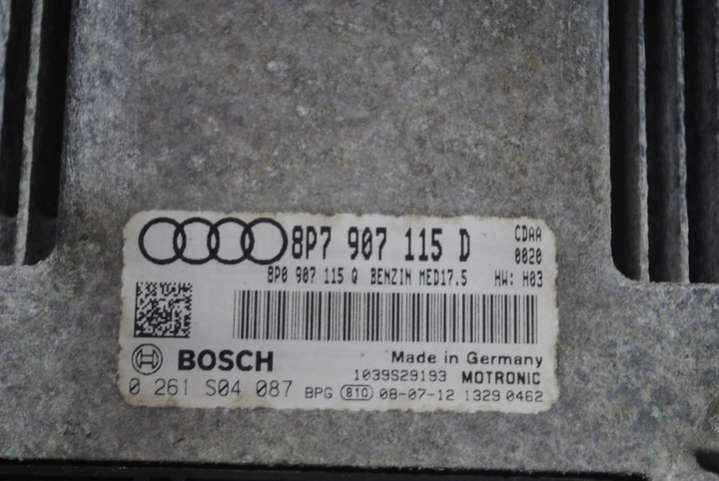 8P7 907 115 D CDAA
8P0 907 115 Q BENZIN MED17.5 0020
HW: H03
BOSCH Made in Germany
1039S29193 MOTRONIC
0 261 S04 087 BPG 810 08-07-12 1329 0462